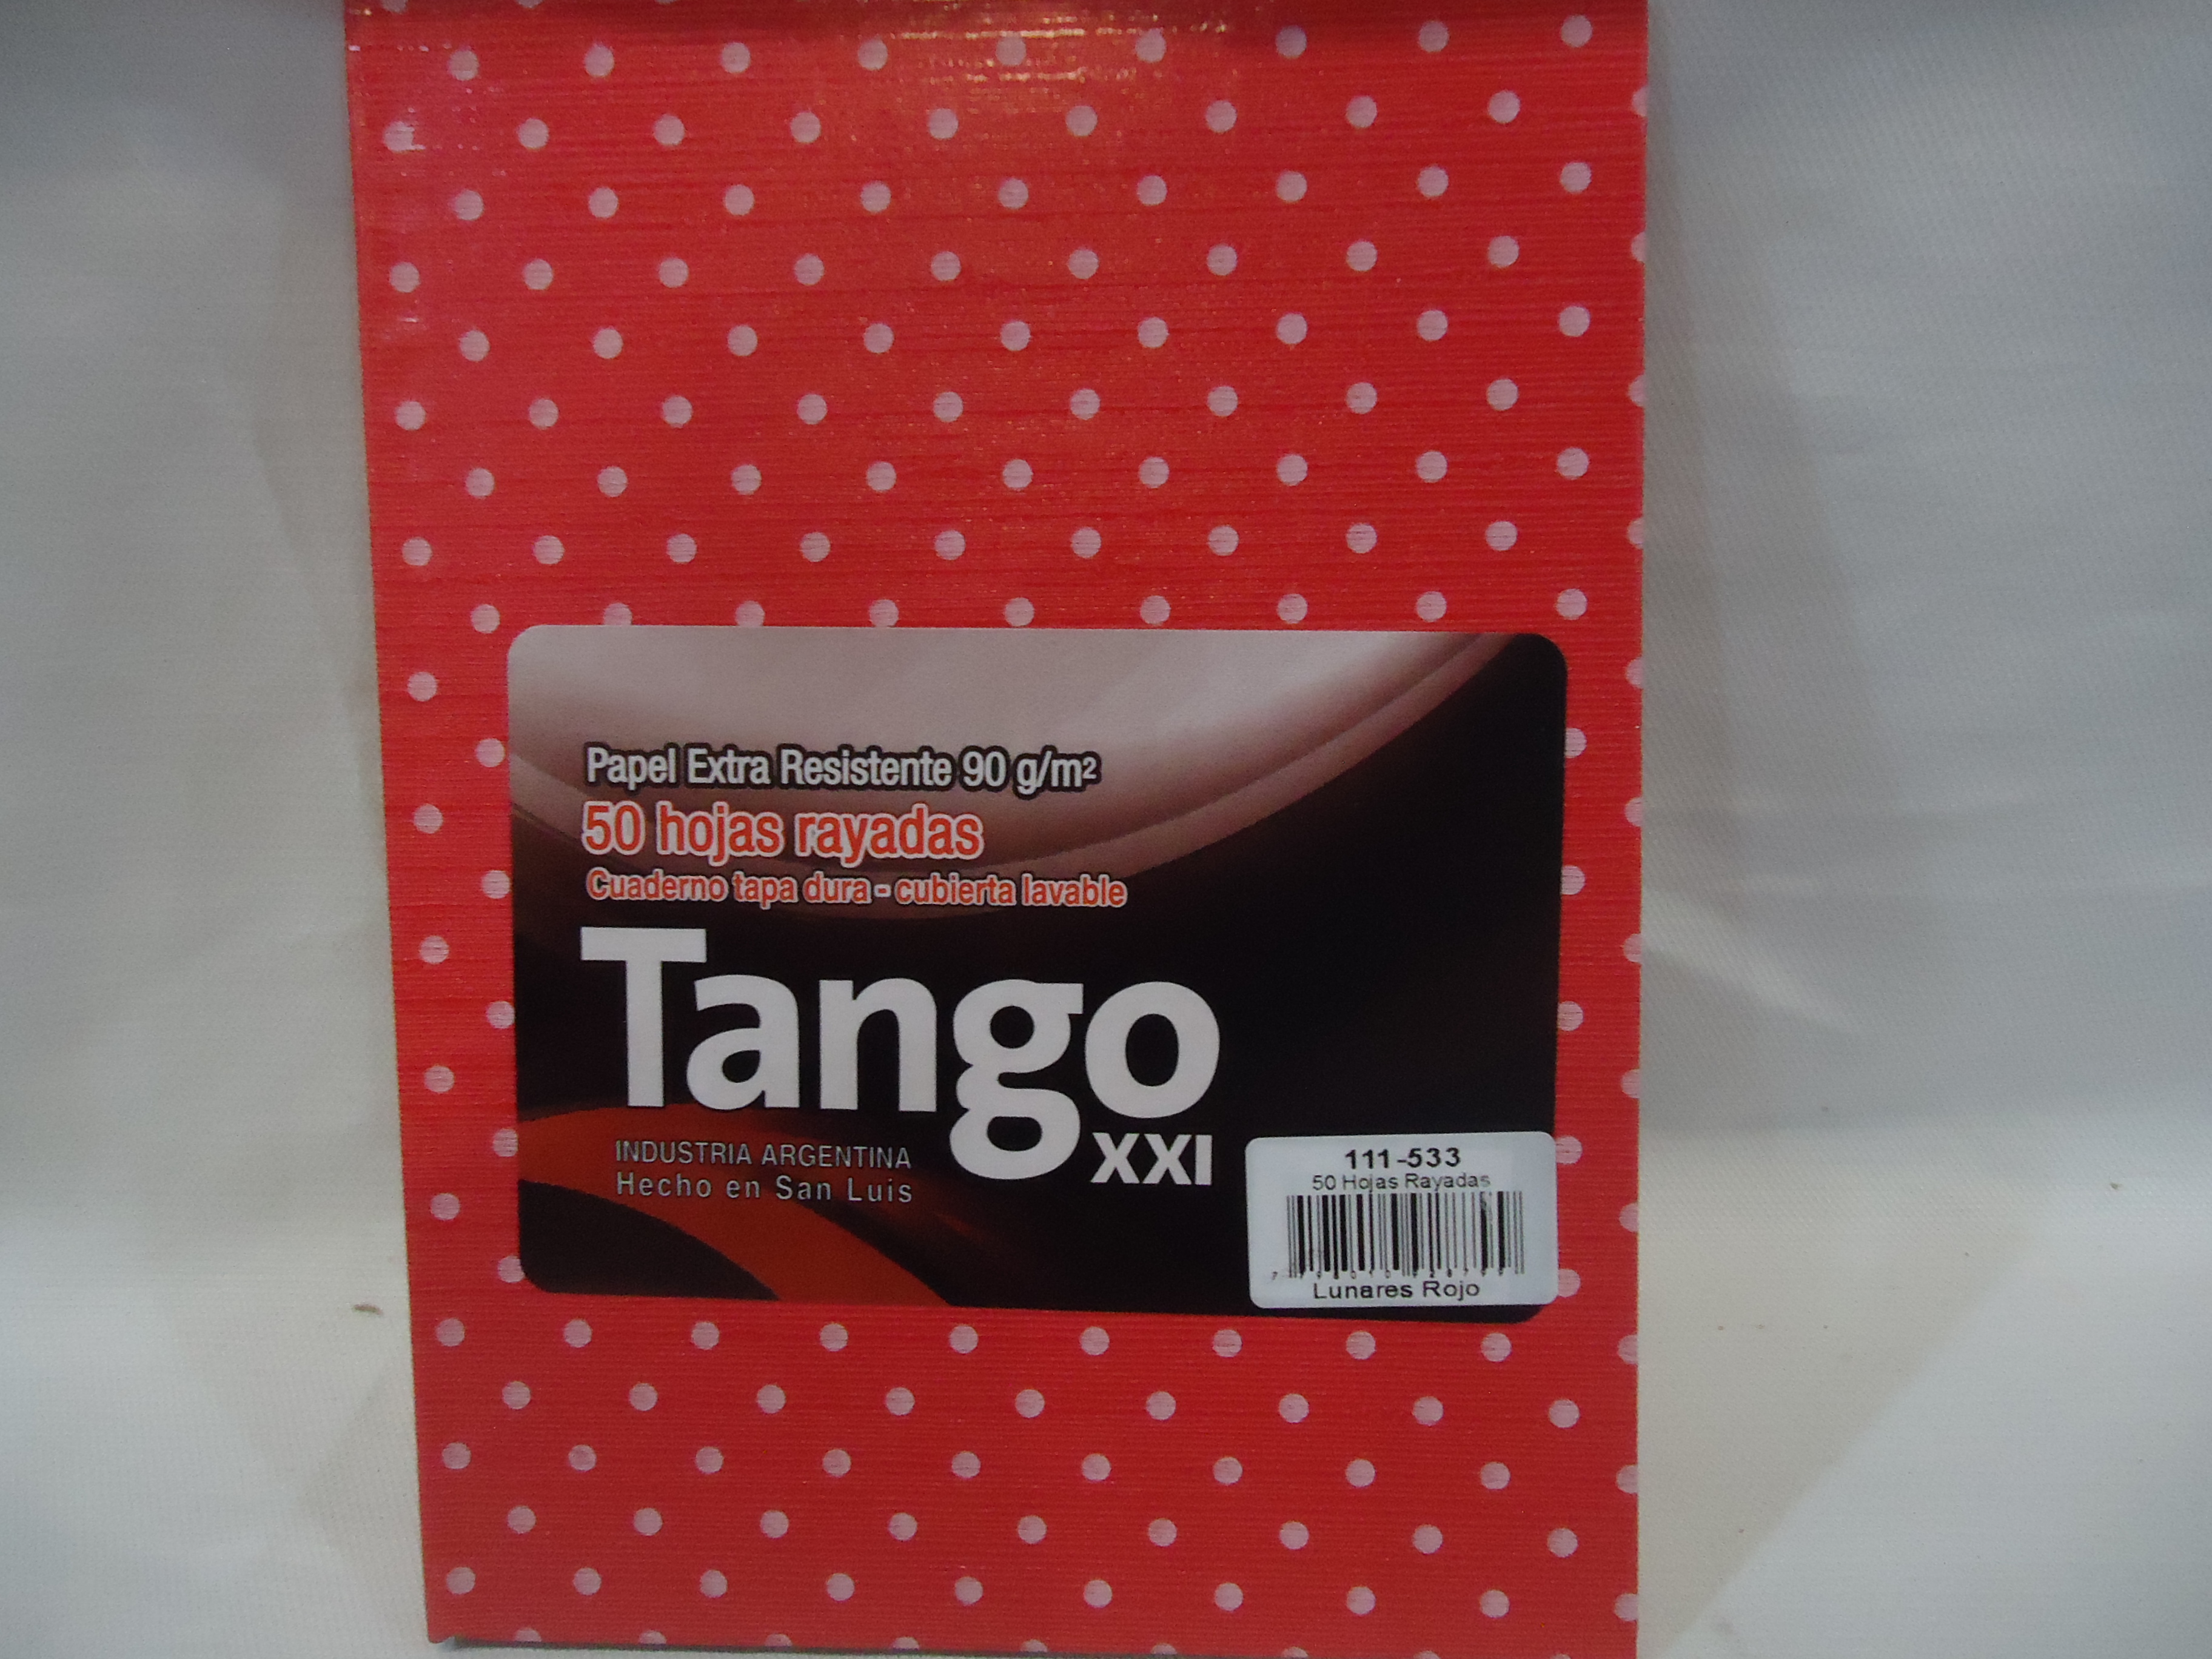 Papel Extra Resistente 90 g/m²
50 hojas rayadas
Cuaderno tapa dura - cubierta lavable
Tango
XXI
INDUSTRIA ARGENTINA
Hecho en San Luis
111-533
50 Hojas Rayadas
Lunares Rojo